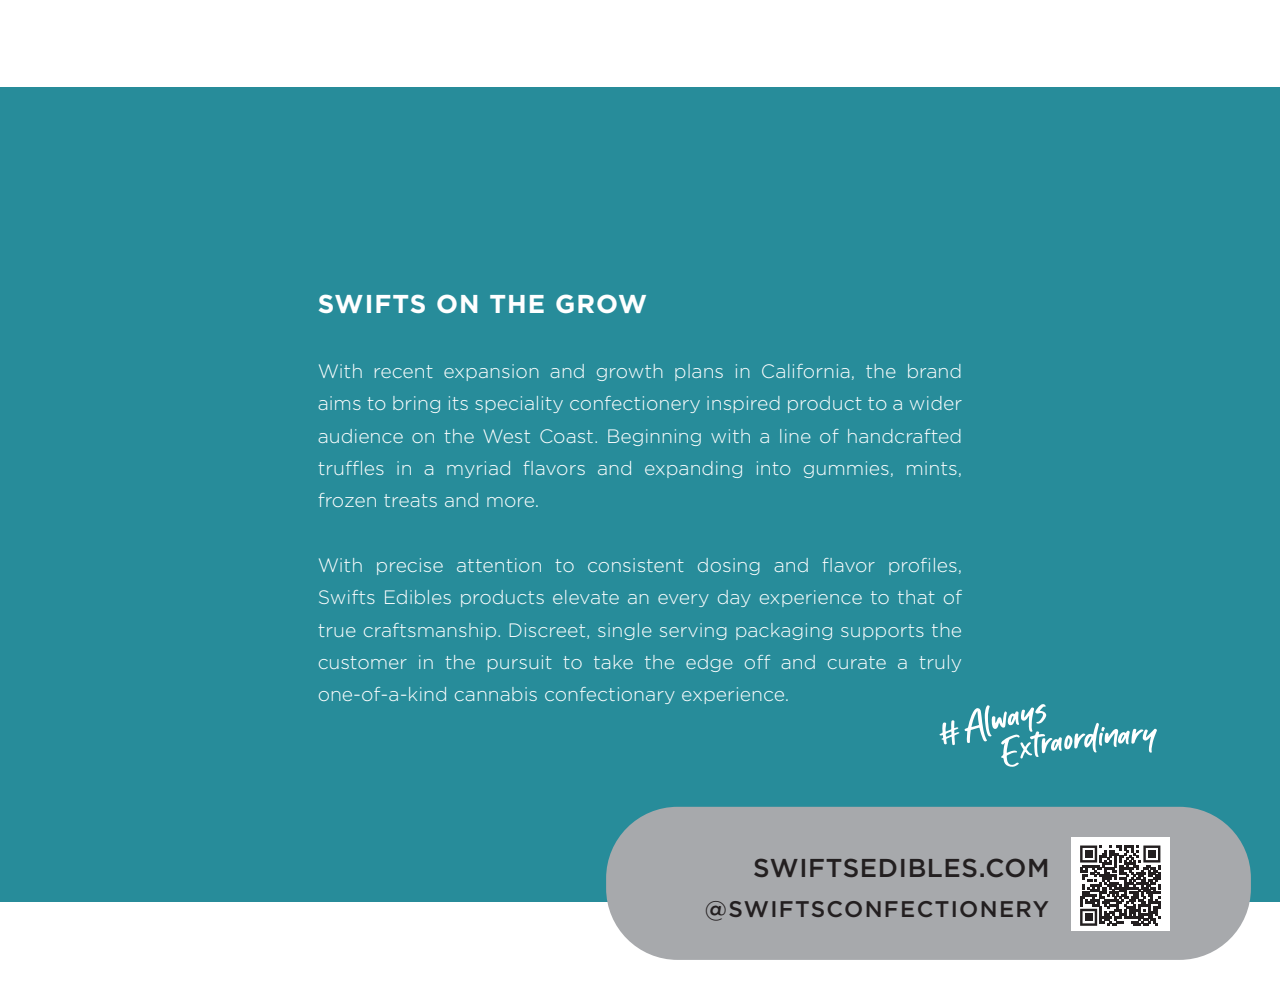 SWIFTS ON THE GROW
With recent expansion and growth plans in California, the brand
aims to bring its speciality confectionery inspired product to a wider
audience on the West Coast. Beginning with a line of handcrafted
truffles in a myriad flavors and expanding into gummies, mints,
frozen treats and more.
With precise attention to consistent dosing and flavor profiles,
Swifts Edibles products elevate an every day experience to that of
true craftsmanship. Discreet, single serving packaging supports the
customer in the pursuit to take the edge off and curate a truly
one-of-a-kind cannabis confectionary experience.
#Always
Extraordinary
SWIFTSEDIBLES.COM
@SWIFTSCONFECTIONERY